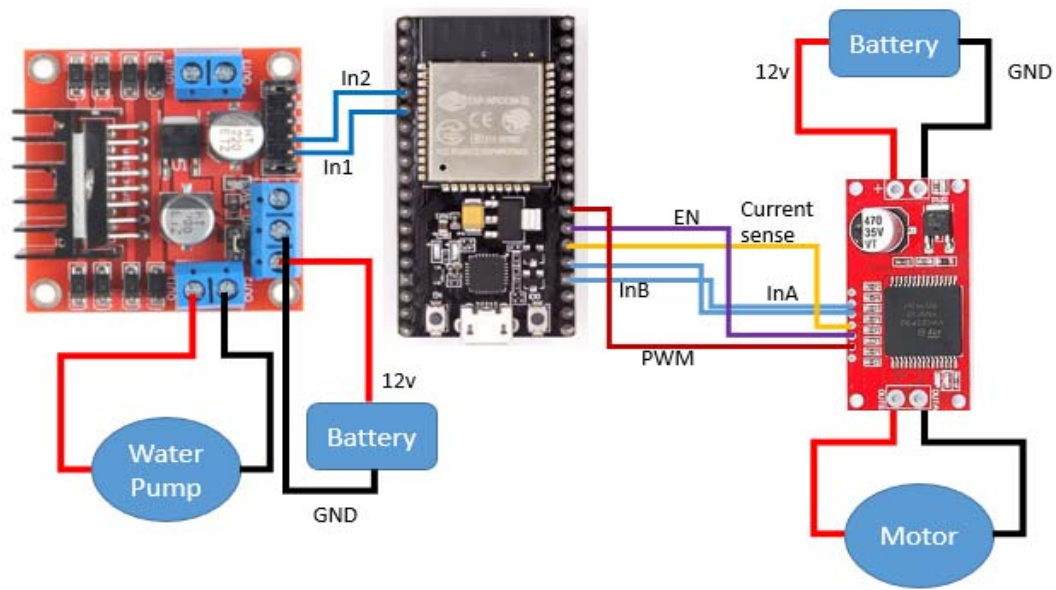 Battery
12v
GND
In2
In1
EN
Current
sense
InB
InA
PWM
470
35V
VT
12v
Battery
GND
Water
Pump
Motor